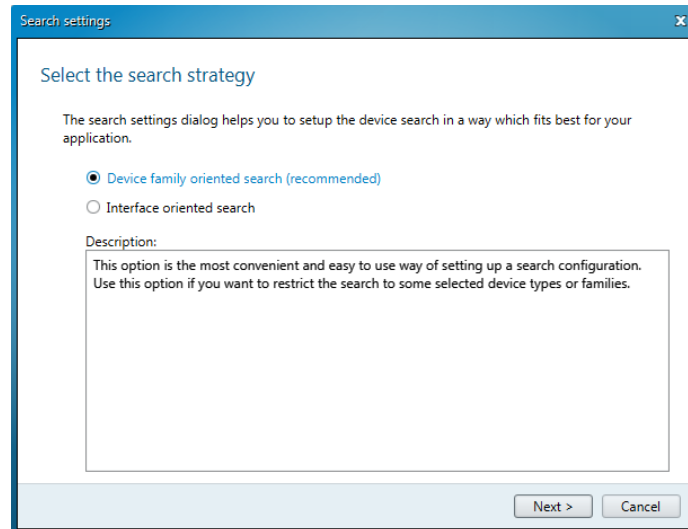 Search settings
x
Select the search strategy
The search settings dialog helps you to setup the device search in a way which fits best for your
application.
Device family oriented search (recommended)
Interface oriented search
Description:
This option is the most convenient and easy to use way of setting up a search configuration.
Use this option if you want to restrict the search to some selected device types or families.
Next > Cancel